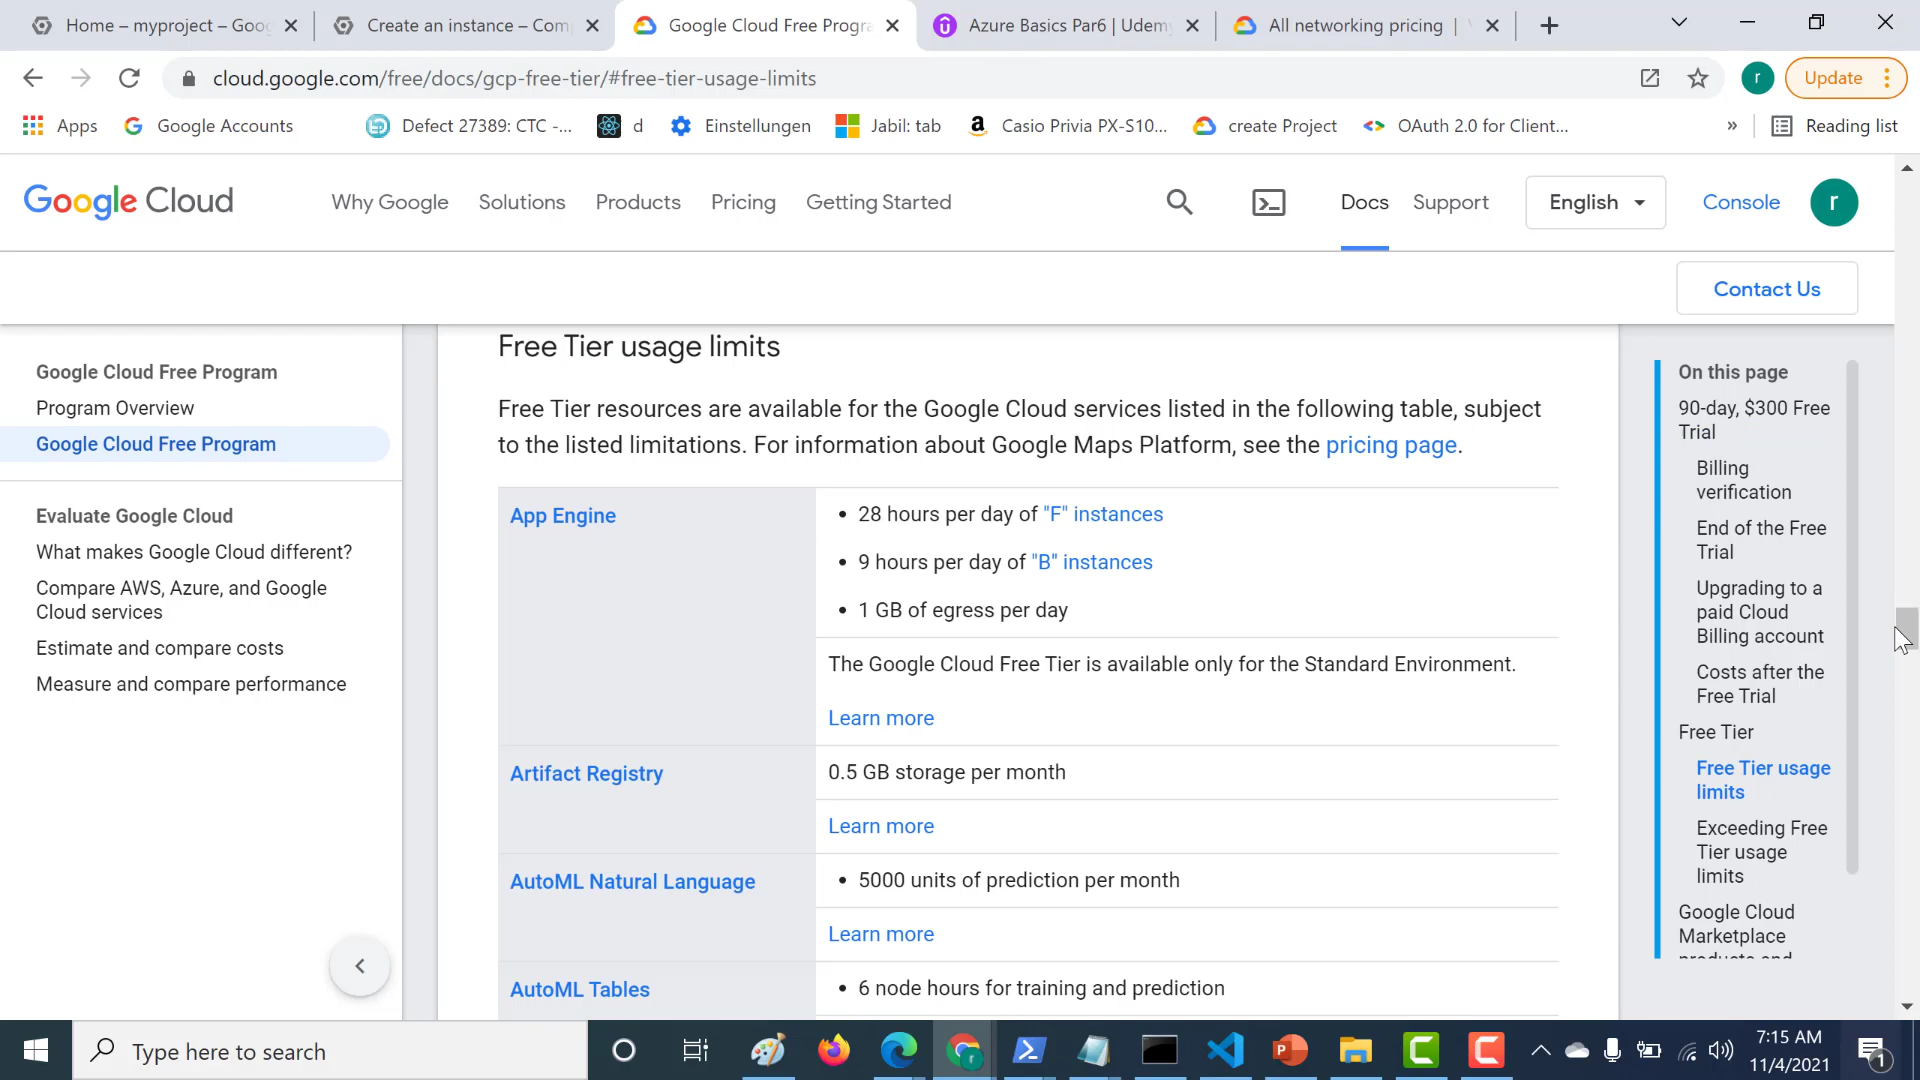 Home – myproject – Goog
Create an instance – Comp
Google Cloud Free Progra
Azure Basics Par6 | Udemy
All networking pricing |
cloud.google.com/free/docs/gcp-free-tier/#free-tier-usage-limits
r
Update
Apps
Google Accounts
Defect 27389: CTC -...
d
Einstellungen
Jabil: tab
Casio Privia PX-S10...
create Project
OAuth 2.0 for Client...
»
Reading list
Google Cloud
Why Google
Solutions
Products
Pricing
Getting Started
Docs
Support
English
Console
r
Contact Us
Google Cloud Free Program
Program Overview
Google Cloud Free Program
Evaluate Google Cloud
What makes Google Cloud different?
Compare AWS, Azure, and Google
Cloud services
Estimate and compare costs
Measure and compare performance
Free Tier usage limits
Free Tier resources are available for the Google Cloud services listed in the following table, subject
to the listed limitations. For information about Google Maps Platform, see the pricing page.
App Engine
• 28 hours per day of "F" instances
• 9 hours per day of "B" instances
• 1 GB of egress per day
The Google Cloud Free Tier is available only for the Standard Environment.
Learn more
Artifact Registry
0.5 GB storage per month
Learn more
AutoML Natural Language
• 5000 units of prediction per month
Learn more
AutoML Tables
• 6 node hours for training and prediction
On this page
90-day, $300 Free
Trial
Billing
verification
End of the Free
Trial
Upgrading to a
paid Cloud
Billing account
Costs after the
Free Trial
Free Tier
Free Tier usage
limits
Exceeding Free
Tier usage
limits
Google Cloud
Marketplace
products and
Type here to search
7:15 AM
11/4/2021
1